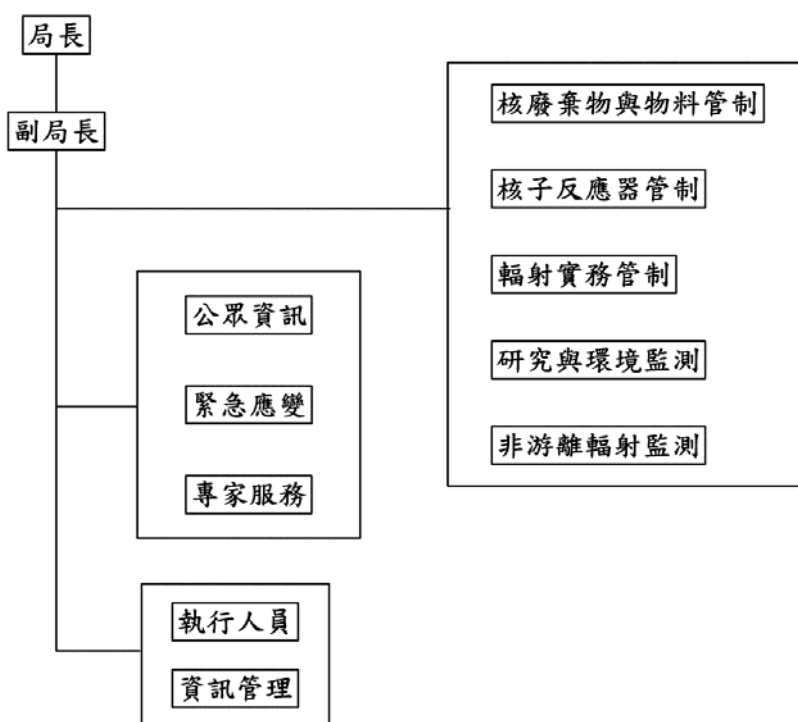 局長
副局長
核廢棄物與物料管制
核子反應器管制
輻射實務管制
研究與環境監測
非游離輻射監測
公眾資訊
緊急應變
專家服務
執行人員
資訊管理